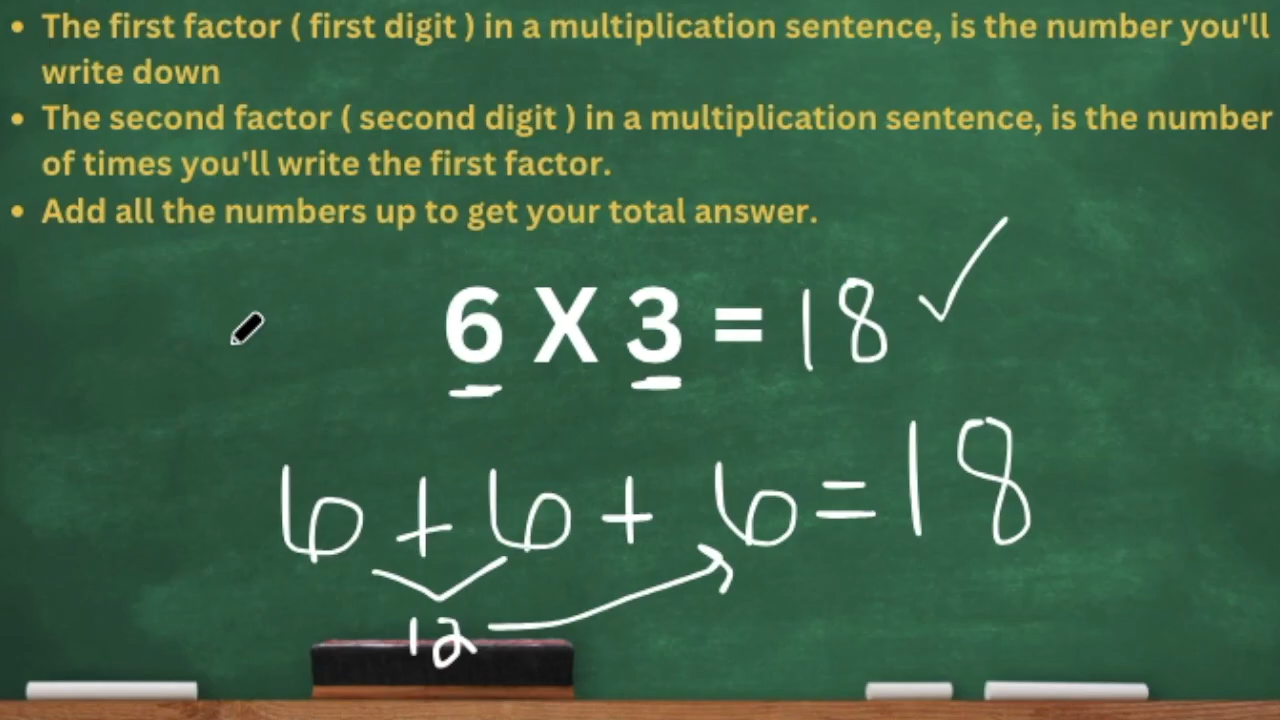 • The first factor ( first digit ) in a multiplication sentence, is the number you'll
write down
• The second factor ( second digit ) in a multiplication sentence, is the number
of times you'll write the first factor.
• Add all the numbers up to get your total answer.
6 X 3 = 18 ✓
6 + 6 + 6 = 18
12